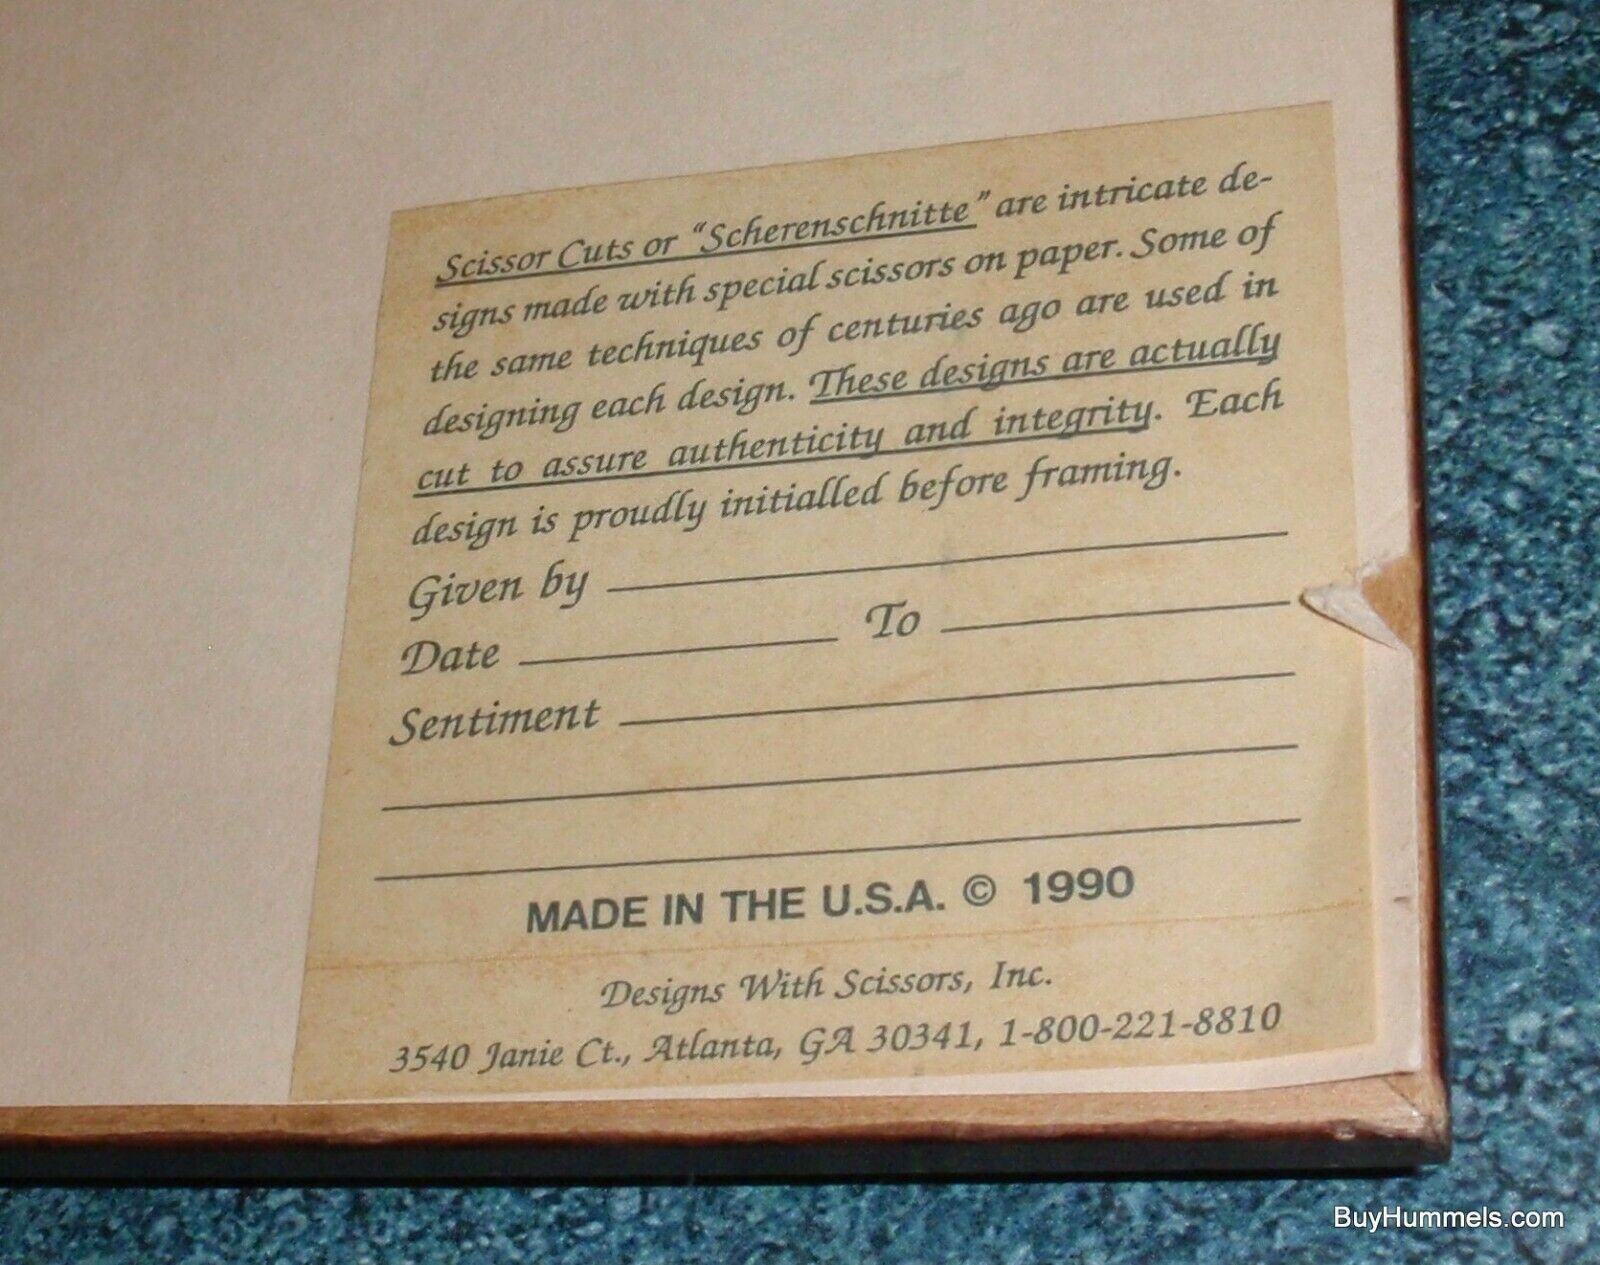 Scissor Cuts or “Scherenschnitte” are intricate de-
signs made with special scissors on paper. Some of
the same techniques of centuries ago are used in
designing each design. These designs are actually
cut to assure authenticity and integrity. Each
design is proudly initialled before framing.
Given by
Date To
Sentiment
MADE IN THE U.S.A. © 1990
Designs With Scissors, Inc.
3540 Janie Ct., Atlanta, GA 30341, 1-800-221-8810
BuyHummels.com